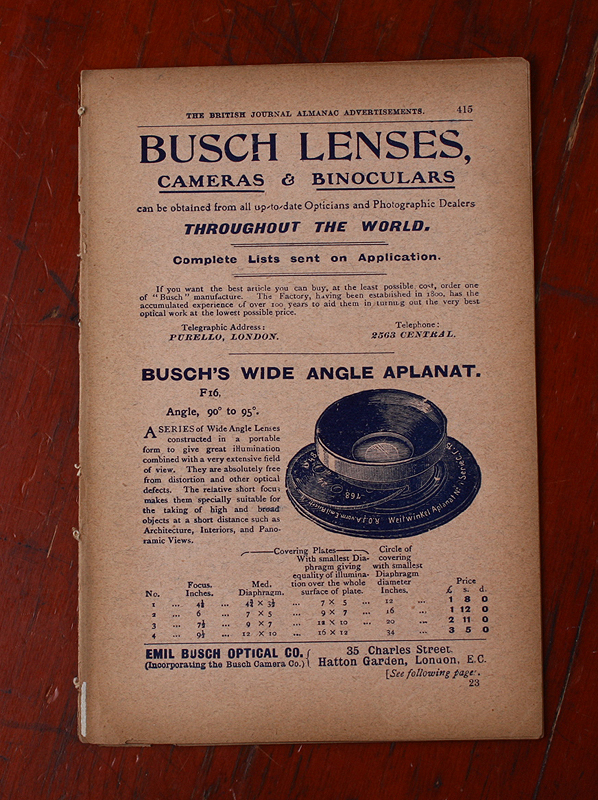 THE BRITISH JOURNAL ALMANAC ADVERTISEMENTS. 415
BUSCH LENSES,
CAMERAS & BINOCULARS
can be obtained from all up-to-date Opticians and Photographic Dealers
THROUGHOUT THE WORLD.
Complete Lists sent on Application.
If you want the best article you can buy, at the least possible cost, order one
of "Busch" manufacture. The Factory, having been established in 1800, has the
accumulated experience of over 100 years to aid them in turning out the very best
optical work at the lowest possible price.
Telegraphic Address: Telephone:
PURELLO, LONDON. 2563 CENTRAL.
BUSCH'S WIDE ANGLE APLANAT.
F16.
Angle, 90° to 95°.
A SERIES of Wide Angle Lenses
constructed in a portable
form to give great illumination
combined with a very extensive field
of view. They are absolutely free
from distortion and other optical
defects. The relative short focus
makes them specially suitable for
the taking of high and broad
objects at a short distance such as
Architecture, Interiors, and Pano-
ramic Views.
R.O.J.A. vorm Emil Busch Weitwinkel Aplanat No 1 Serie
768
Covering Plates
With smallest Dia-
phragm giving
equality of illumina-
tion over the whole
surface of plate.
Circle of
covering
with smallest
Diaphragm
diameter
Inches.
No. Focus. Inches. Med. Diaphragm. Price £ s. d.
1 ... 4¼ ... 4¾ × 3½ ... 7 × 5 ... 12 ... 1 8 0
2 ... 6 ... 7 × 5 ... 9 × 7 ... 16 ... 1 12 0
3 ... 7½ ... 9 × 7 ... 12 × 10 ... 20 ... 2 11 0
4 ... 9½ ... 12 × 10 ... 16 × 12 ... 34 ... 3 5 0
EMIL BUSCH OPTICAL CO. 35 Charles Street,
(Incorporating the Busch Camera Co.) Hatton Garden, London, E.C.
[See following page.
23